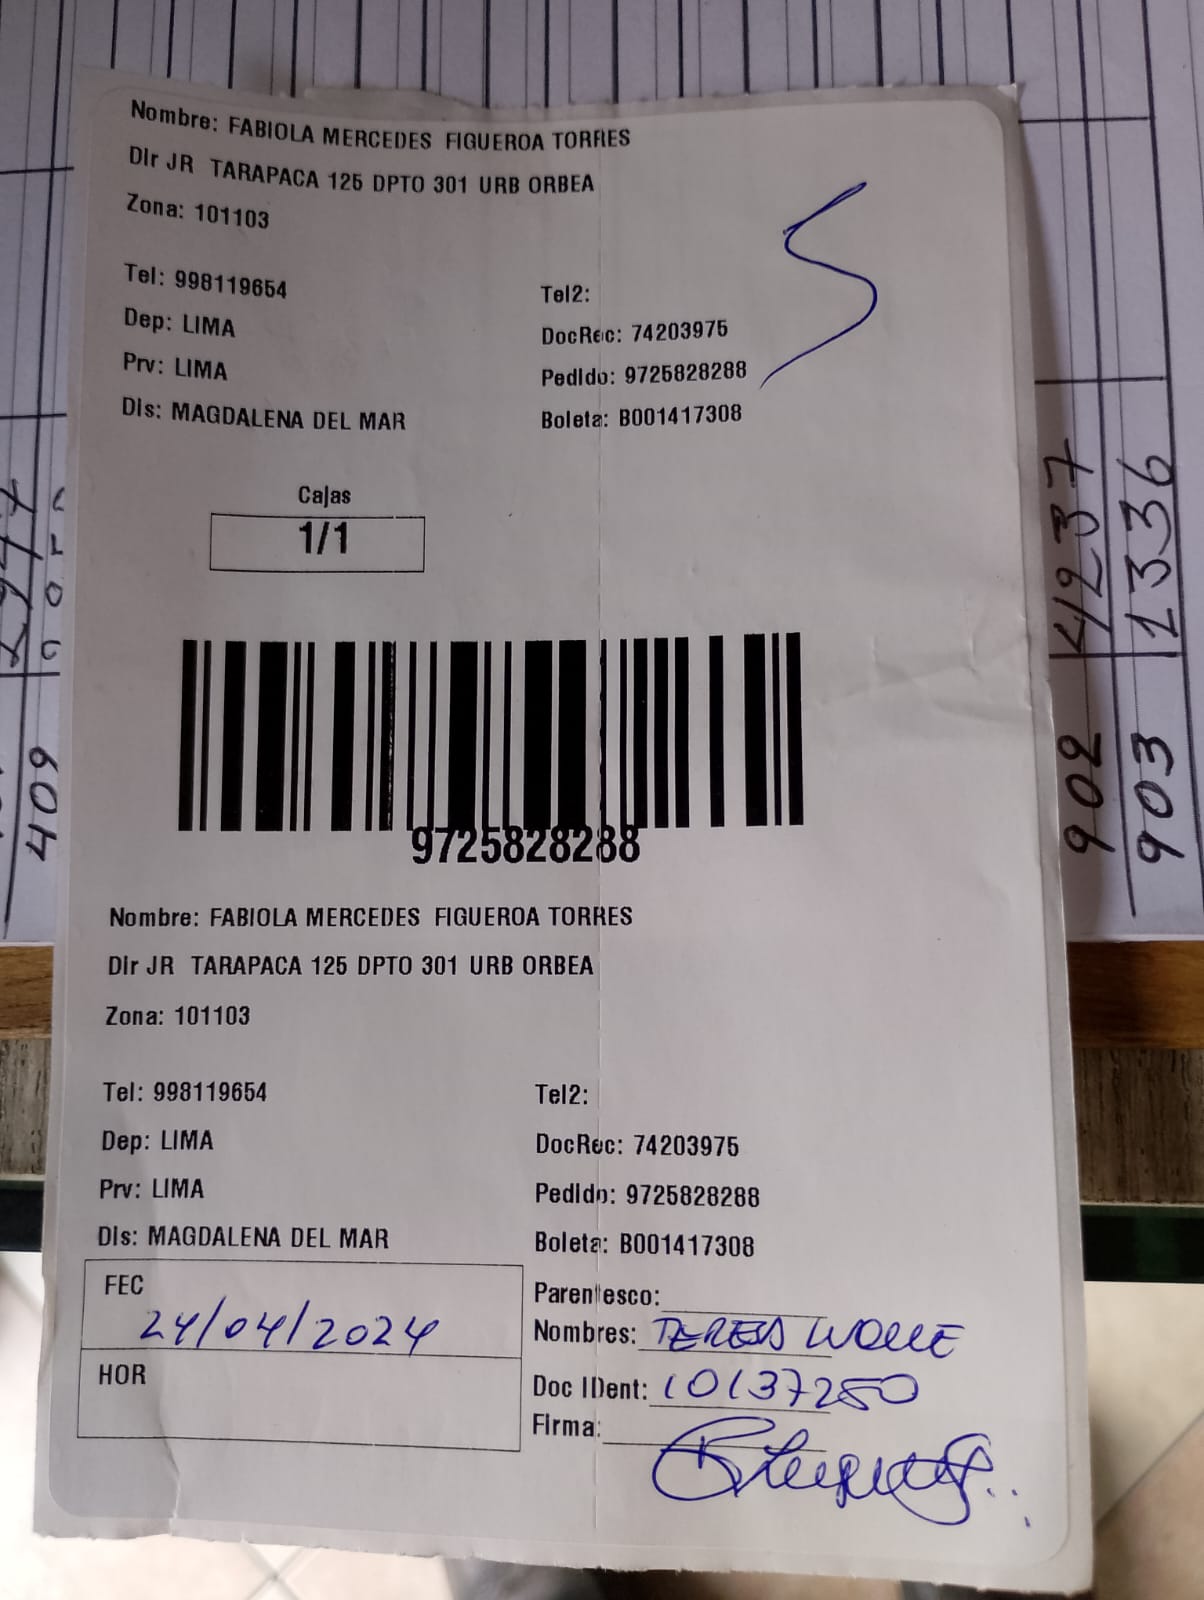 Nombre: FABIOLA MERCEDES FIGUEROA TORRES
Dir JR TARAPACA 125 DPTO 301 URB ORBEA
Zona: 101103
Tel: 998119654
Tel2:
Dep: LIMA
DocRec: 74203975
Prv: LIMA
Pedido: 9725828288
Dis: MAGDALENA DEL MAR
Boleta: B001417308
Cajas
1/1
9725828288
Nombre: FABIOLA MERCEDES FIGUEROA TORRES
Dir JR TARAPACA 125 DPTO 301 URB ORBEA
Zona: 101103
Tel: 998119654
Tel2:
Dep: LIMA
DocRec: 74203975
Prv: LIMA
Pedido: 9725828288
Dis: MAGDALENA DEL MAR
Boleta: B001417308
FEC
24/04/2024
HOR
Parentesco:
Nombres: TERESA
Doc IDent: 10137250
Firma:
409
902 4237
903 1336